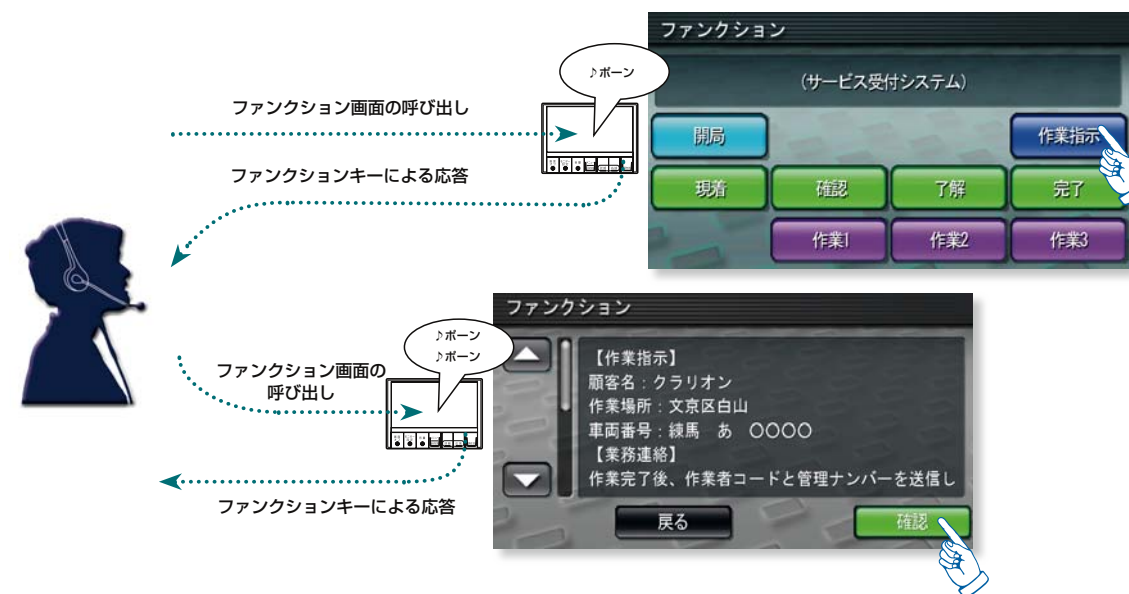 ファンクション
(サービス受付システム)
開局
作業指示
現着
確認
了解
完了
作業1
作業2
作業3
♪ポーン
ファンクション画面の呼び出し
ファンクションキーによる応答
ファンクション
【作業指示】
顧客名:クラリオン
作業場所:文京区白山
車両番号:練馬 あ 〇〇〇〇
【業務連絡】
作業完了後、作業者コードと管理ナンバーを送信し
戻る
確認
♪ポーン
♪ポーン
ファンクション画面の
呼び出し
ファンクションキーによる応答